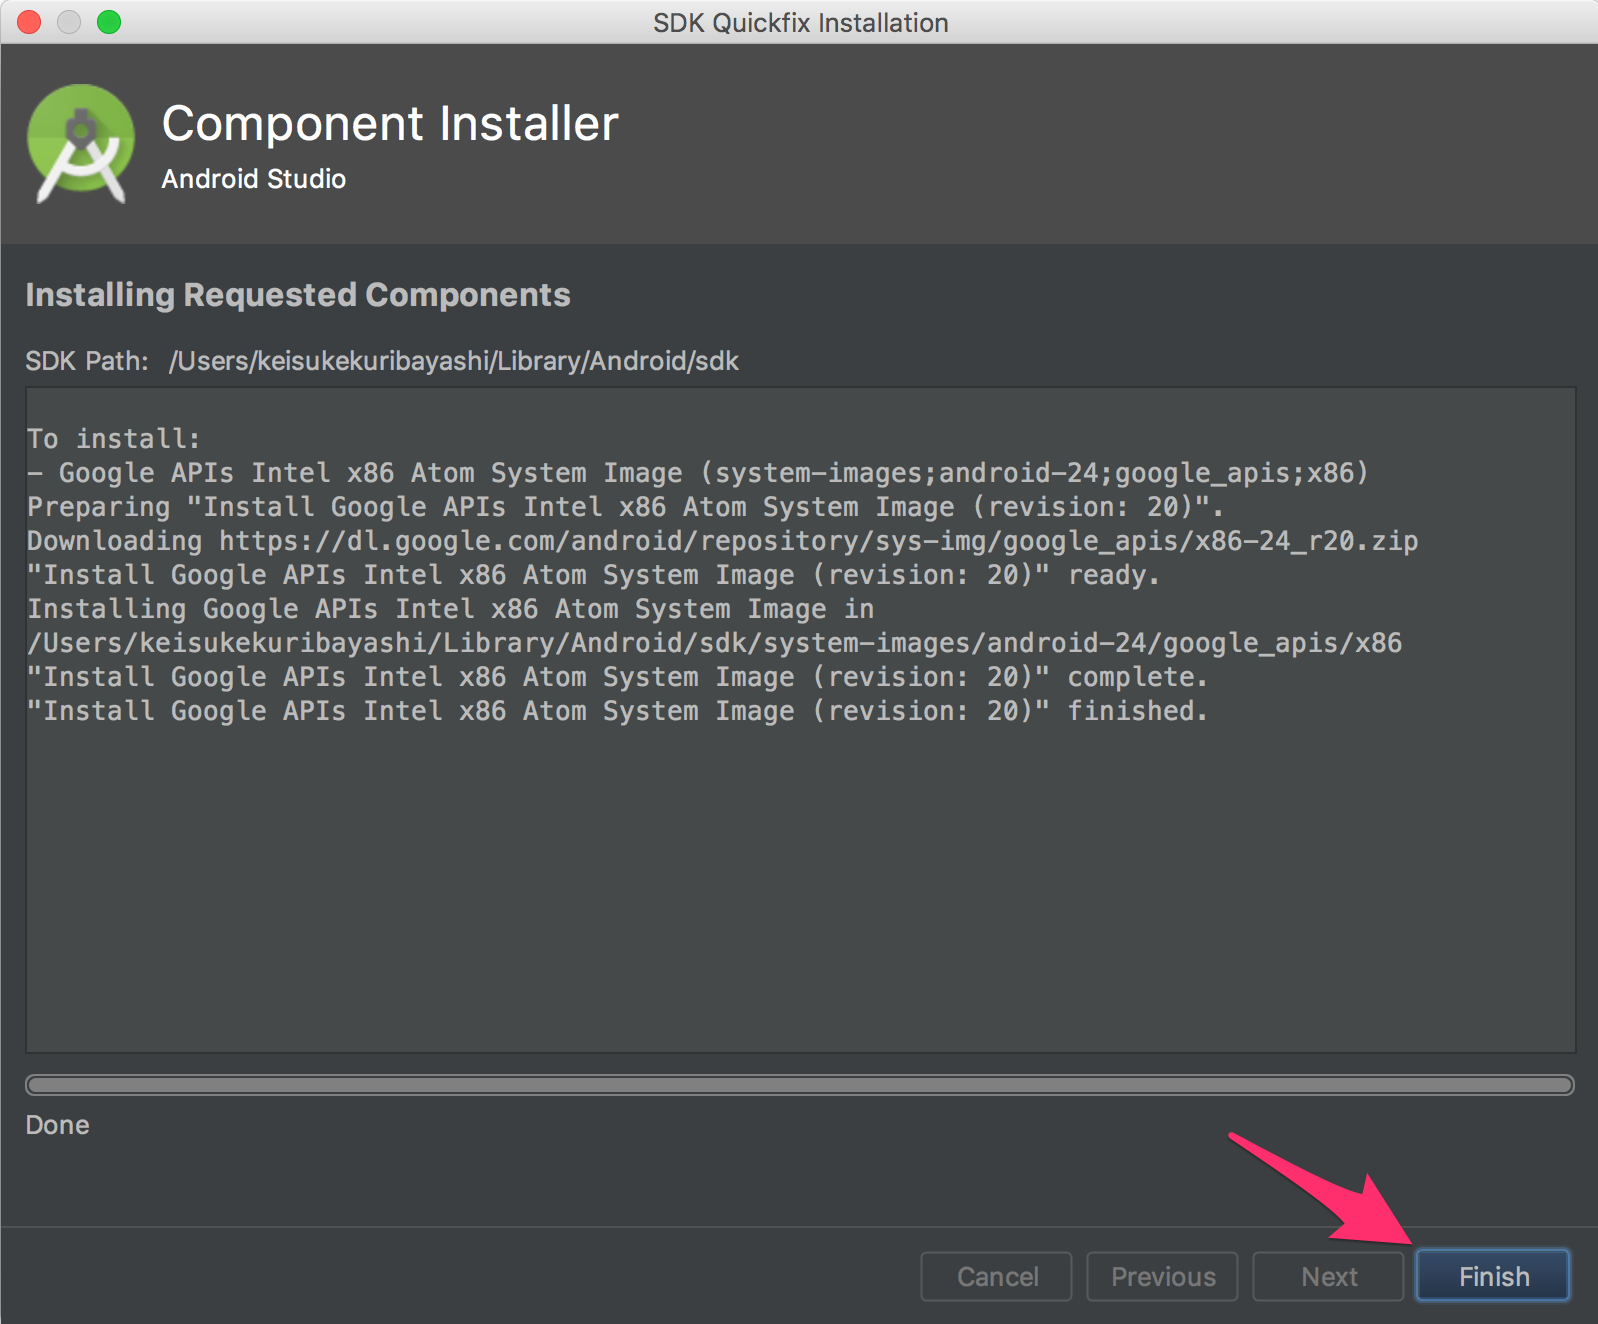 SDK Quickfix Installation
Component Installer
Android Studio
Installing Requested Components
SDK Path: /Users/keisukekuribayashi/Library/Android/sdk
To install:
- Google APIs Intel x86 Atom System Image (system-images;android-24;google_apis;x86)
Preparing "Install Google APIs Intel x86 Atom System Image (revision: 20)".
Downloading https://dl.google.com/android/repository/sys-img/google_apis/x86-24_r20.zip
"Install Google APIs Intel x86 Atom System Image (revision: 20)" ready.
Installing Google APIs Intel x86 Atom System Image in
/Users/keisukekuribayashi/Library/Android/sdk/system-images/android-24/google_apis/x86
"Install Google APIs Intel x86 Atom System Image (revision: 20)" complete.
"Install Google APIs Intel x86 Atom System Image (revision: 20)" finished.
Done
Cancel Previous Next Finish